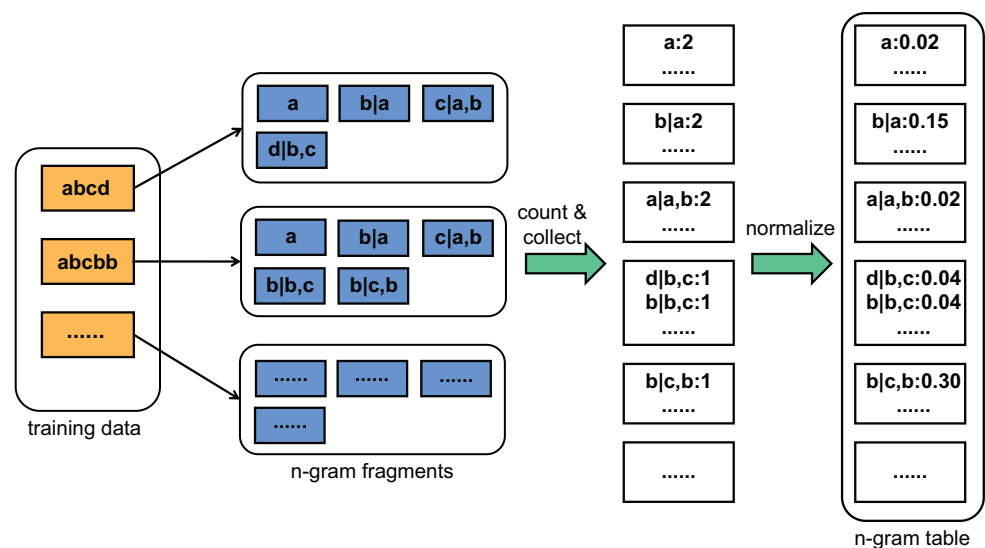 abcd
abcbb
......
training data
a
b|a
c|a,b
d|b,c
a
b|a
c|a,b
b|b,c
b|c,b
......
......
......
......
n-gram fragments
count &
collect
a:2
......
b|a:2
......
a|a,b:2
......
d|b,c:1
b|b,c:1
......
b|c,b:1
......
......
normalize
a:0.02
......
b|a:0.15
......
a|a,b:0.02
......
d|b,c:0.04
b|b,c:0.04
......
b|c,b:0.30
......
......
n-gram table